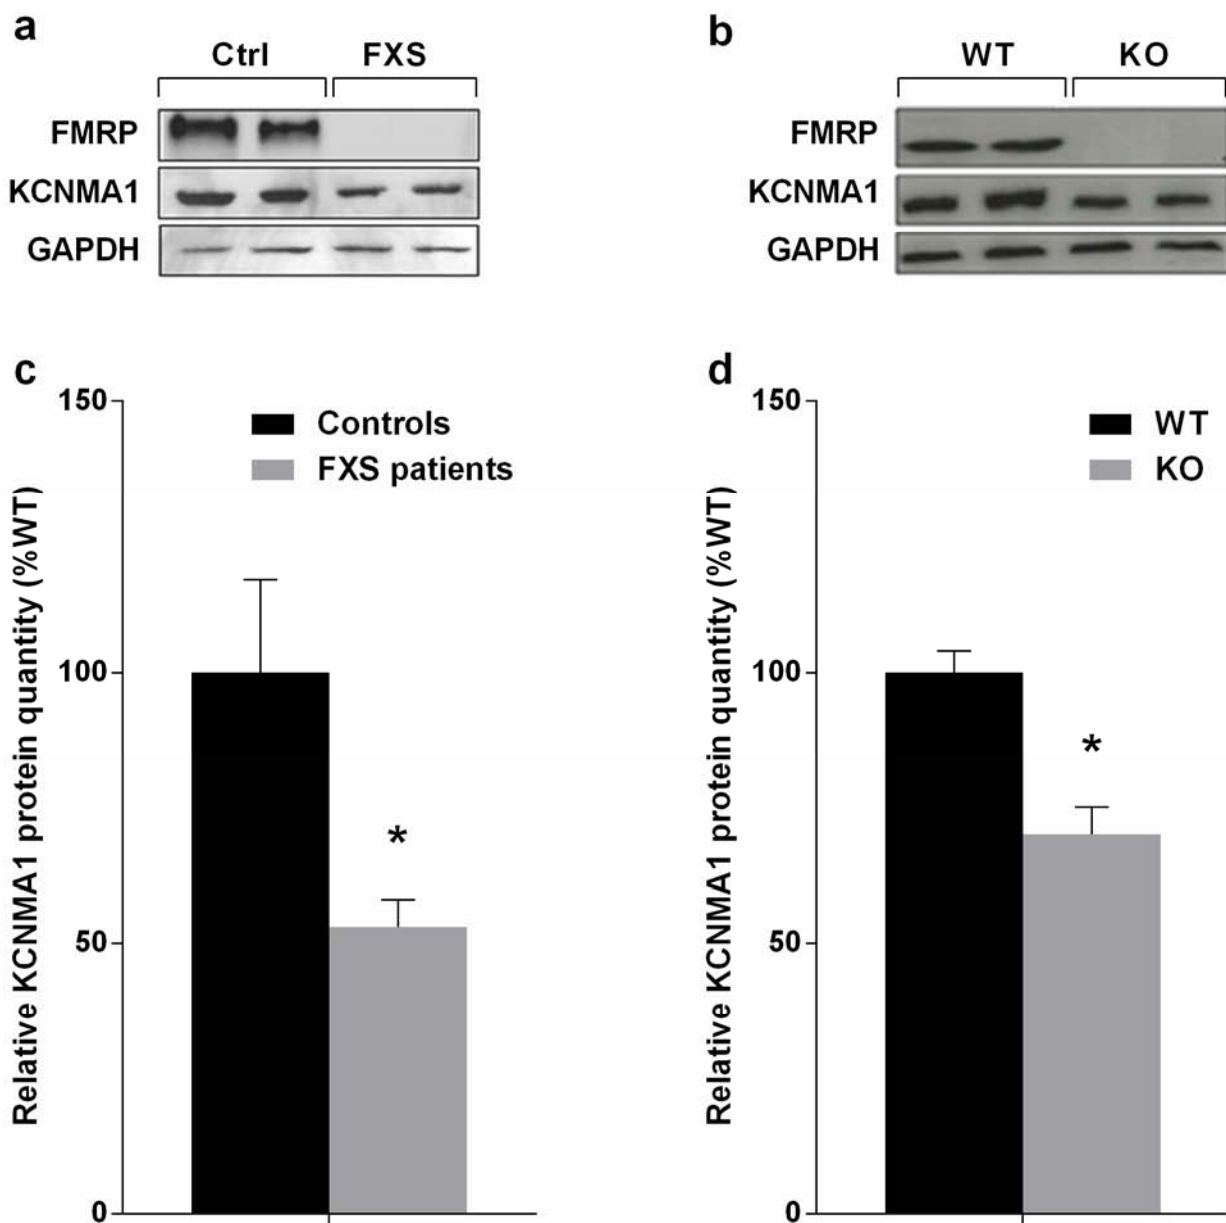 a
Ctrl FXS
FMRP
KCNMA1
GAPDH
b
WT KO
FMRP
KCNMA1
GAPDH
c
Relative KCNMA1 protein quantity (%WT)
150
100
50
0
Controls
FXS patients
*
d
Relative KCNMA1 protein quantity (%WT)
150
100
50
0
WT
KO
*